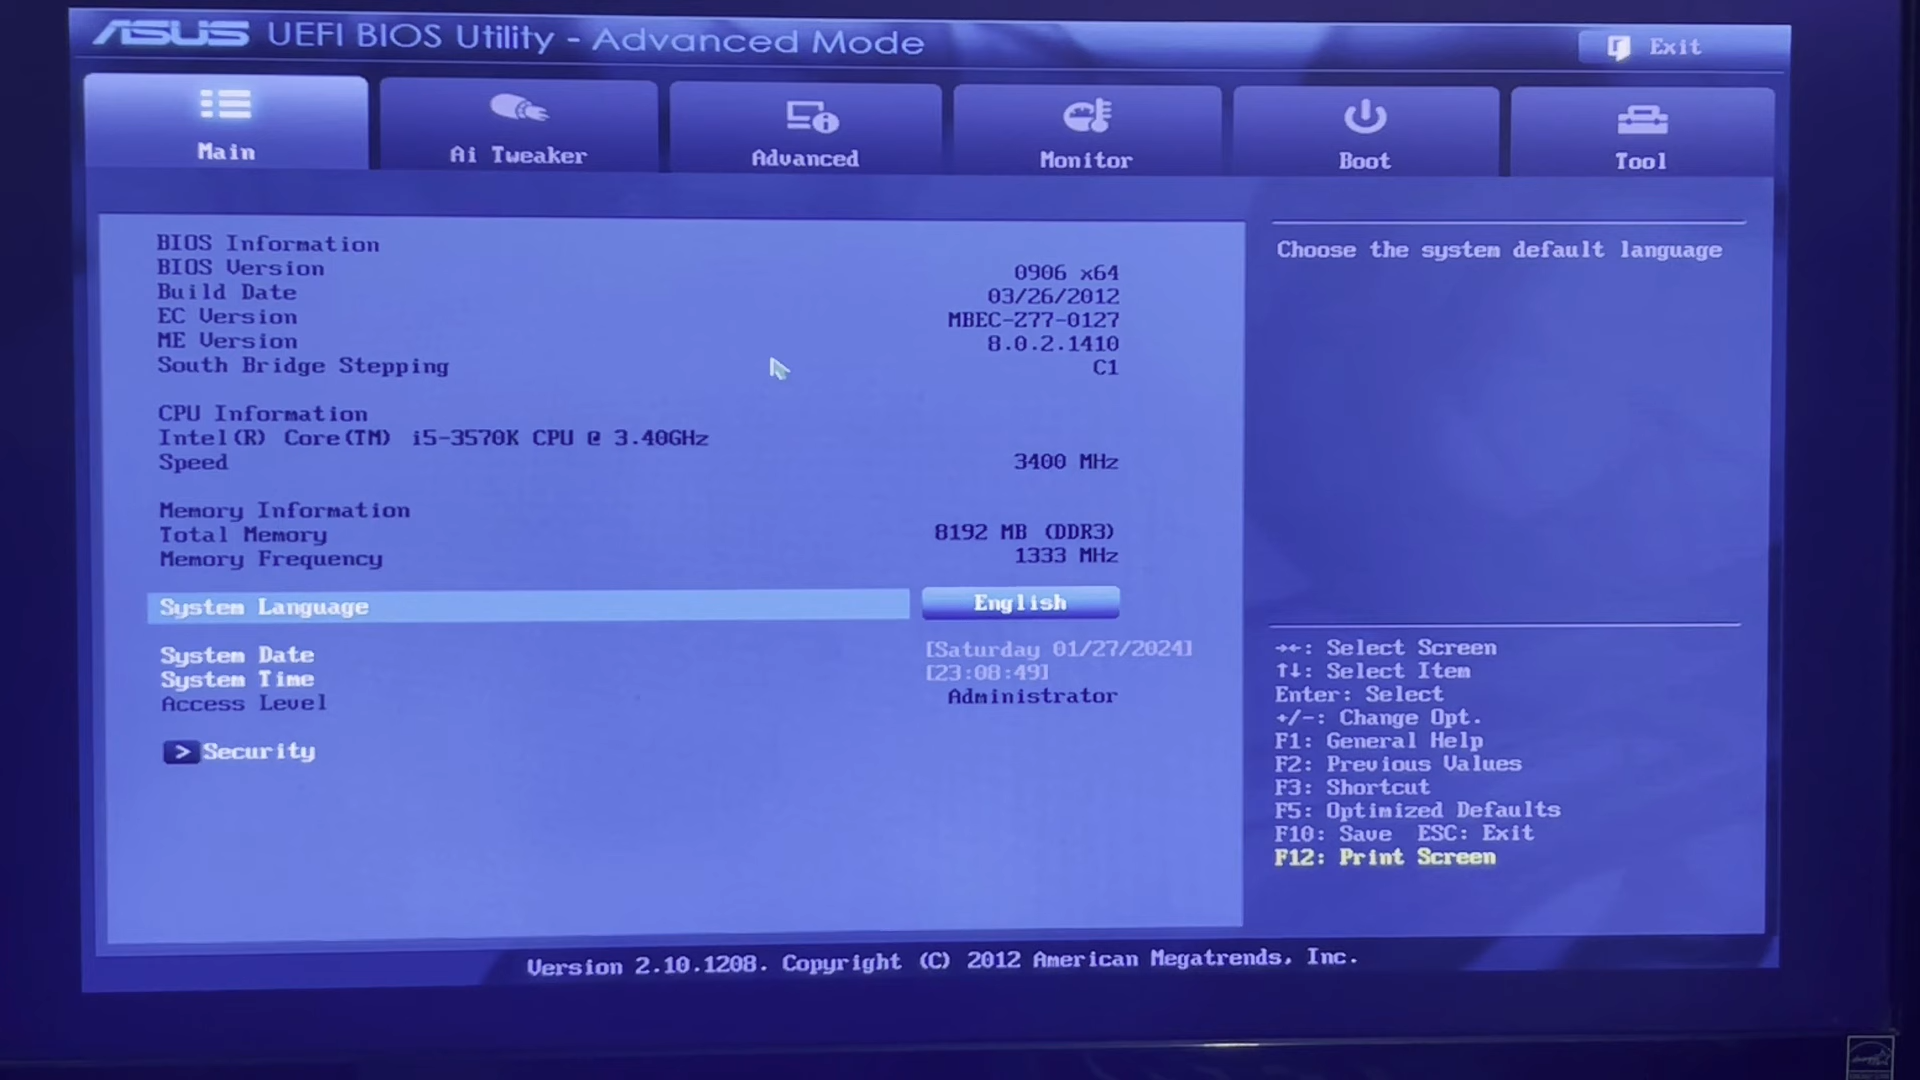 ASUS UEFI BIOS Utility - Advanced Mode
Exit
Main
Ai Tweaker
Advanced
Monitor
Boot
Tool
BIOS Information
BIOS Version 0906 x64
Build Date 03/26/2012
EC Version MBEC-Z77-0127
ME Version 8.0.2.1410
South Bridge Stepping C1
CPU Information
Intel(R) Core(TM) i5-3570K CPU @ 3.40GHz
Speed 3400 MHz
Memory Information
Total Memory 8192 MB (DDR3)
Memory Frequency 1333 MHz
System Language English
System Date [Saturday 01/27/2024]
System Time [23:08:49]
Access Level Administrator
> Security
Choose the system default language
→←: Select Screen
↑↓: Select Item
Enter: Select
+/-: Change Opt.
F1: General Help
F2: Previous Values
F3: Shortcut
F5: Optimized Defaults
F10: Save ESC: Exit
F12: Print Screen
Version 2.10.1208. Copyright (C) 2012 American Megatrends, Inc.